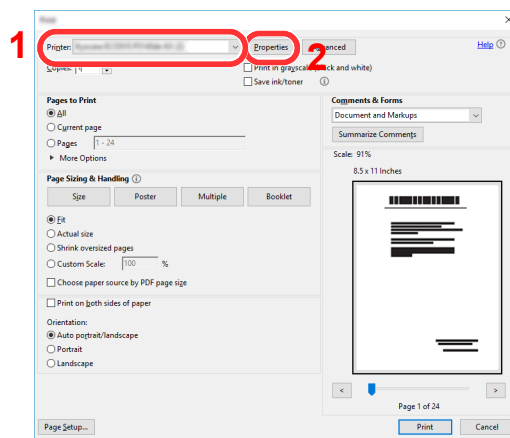 1
Printer:
Properties
Advanced
Help
2
Copies:
Print in grayscale (black and white)
Save ink/toner
Pages to Print
All
Current page
Pages 1 - 24
More Options
Comments & Forms
Document and Markups
Summarize Comments
Scale: 91%
8.5 x 11 Inches
Page Sizing & Handling
Size Poster Multiple Booklet
Fit
Actual size
Shrink oversized pages
Custom Scale: 100 %
Choose paper source by PDF page size
Print on both sides of paper
Orientation:
Auto portrait/landscape
Portrait
Landscape
< >
Page 1 of 24
Page Setup... Print Cancel